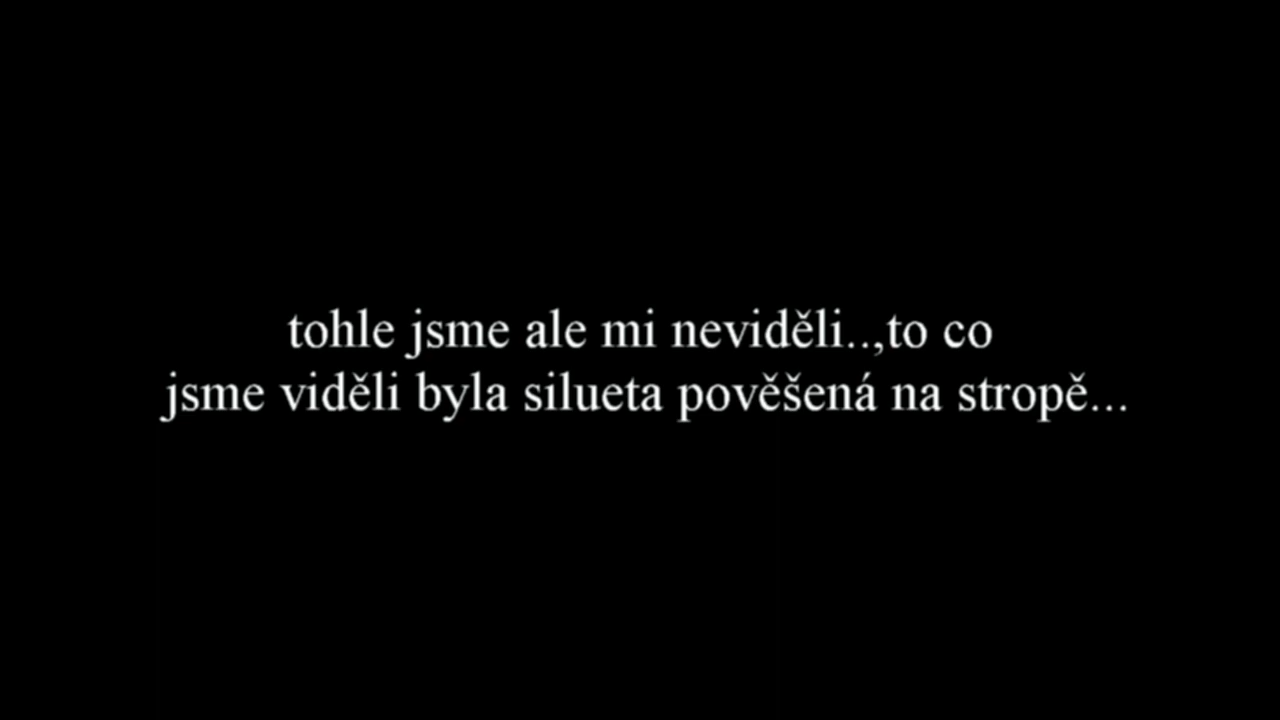 tohle jsme ale mi neviděli..,to co
jsme viděli byla silueta pověšená na stropě...